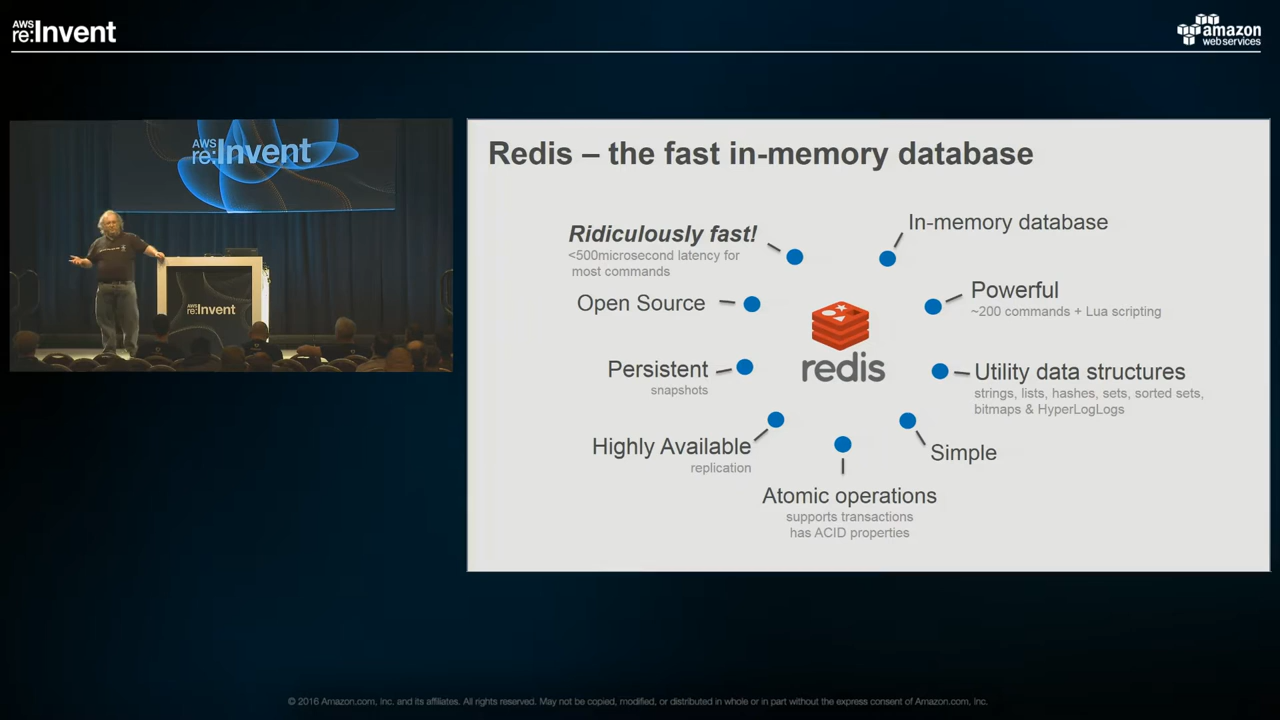 AWS
re:Invent
amazon
webservices
AWS
re:Invent
AWS
re:Invent
Redis – the fast in-memory database
Ridiculously fast!
<500microsecond latency for
most commands
In-memory database
Open Source
Powerful
~200 commands + Lua scripting
Persistent
snapshots
Utility data structures
strings, lists, hashes, sets, sorted sets,
bitmaps & HyperLogLogs
redis
Highly Available
replication
Simple
Atomic operations
supports transactions
has ACID properties
© 2016 Amazon.com, Inc. and its affiliates. All rights reserved. May not be copied, modified, or distributed in whole or in part without the express consent of Amazon.com, Inc.